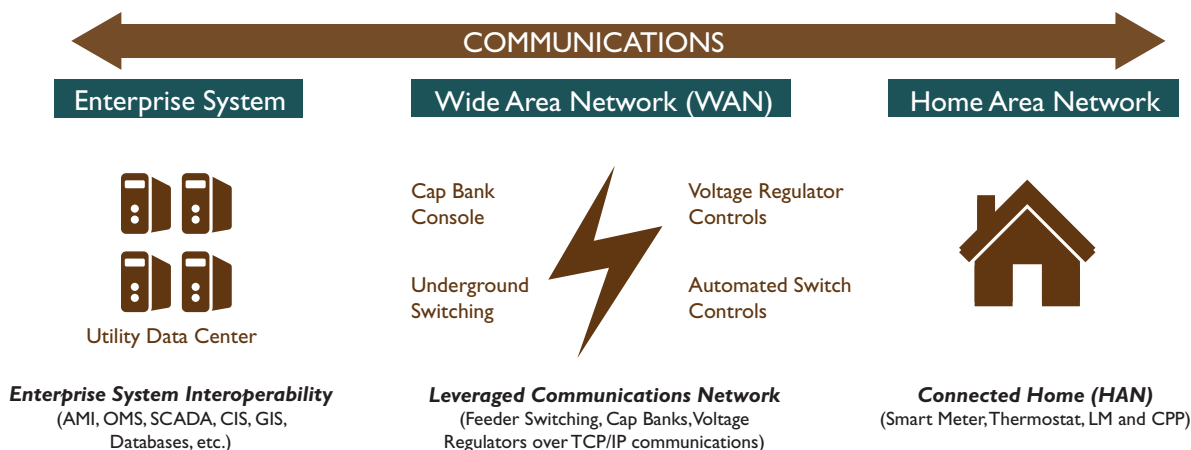 COMMUNICATIONS
Enterprise System
Wide Area Network (WAN)
Home Area Network
Cap Bank
Console
Voltage Regulator
Controls
Underground
Switching
Automated Switch
Controls
Utility Data Center
Enterprise System Interoperability
(AMI, OMS, SCADA, CIS, GIS,
Databases, etc.)
Leveraged Communications Network
(Feeder Switching, Cap Banks, Voltage
Regulators over TCP/IP communications)
Connected Home (HAN)
(Smart Meter, Thermostat, LM and CPP)